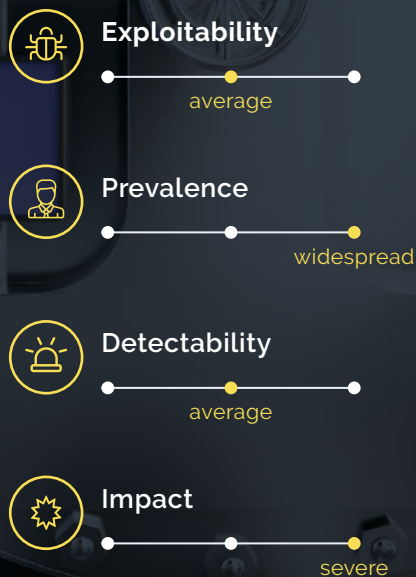 Exploitability
average
Prevalence
widespread
Detectability
average
Impact
severe